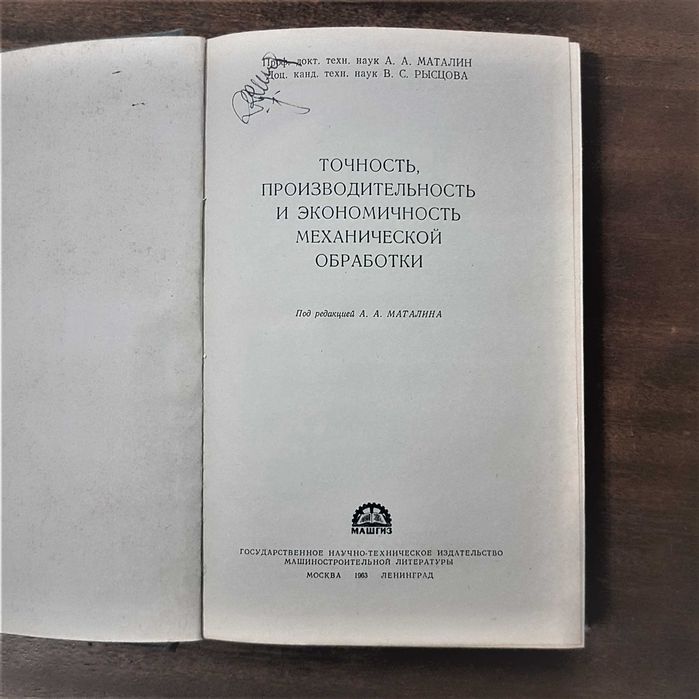 Проф. докт. техн. наук А. А. МАТАЛИН
Доц. канд. техн. наук В. С. РЫСЦОВА
ТОЧНОСТЬ,
ПРОИЗВОДИТЕЛЬНОСТЬ
И ЭКОНОМИЧНОСТЬ
МЕХАНИЧЕСКОЙ
ОБРАБОТКИ
Под редакцией А. А. МАТАЛИНА
МАШГИЗ
ГОСУДАРСТВЕННОЕ НАУЧНО-ТЕХНИЧЕСКОЕ ИЗДАТЕЛЬСТВО
МАШИНОСТРОИТЕЛЬНОЙ ЛИТЕРАТУРЫ
МОСКВА 1963 ЛЕНИНГРАД